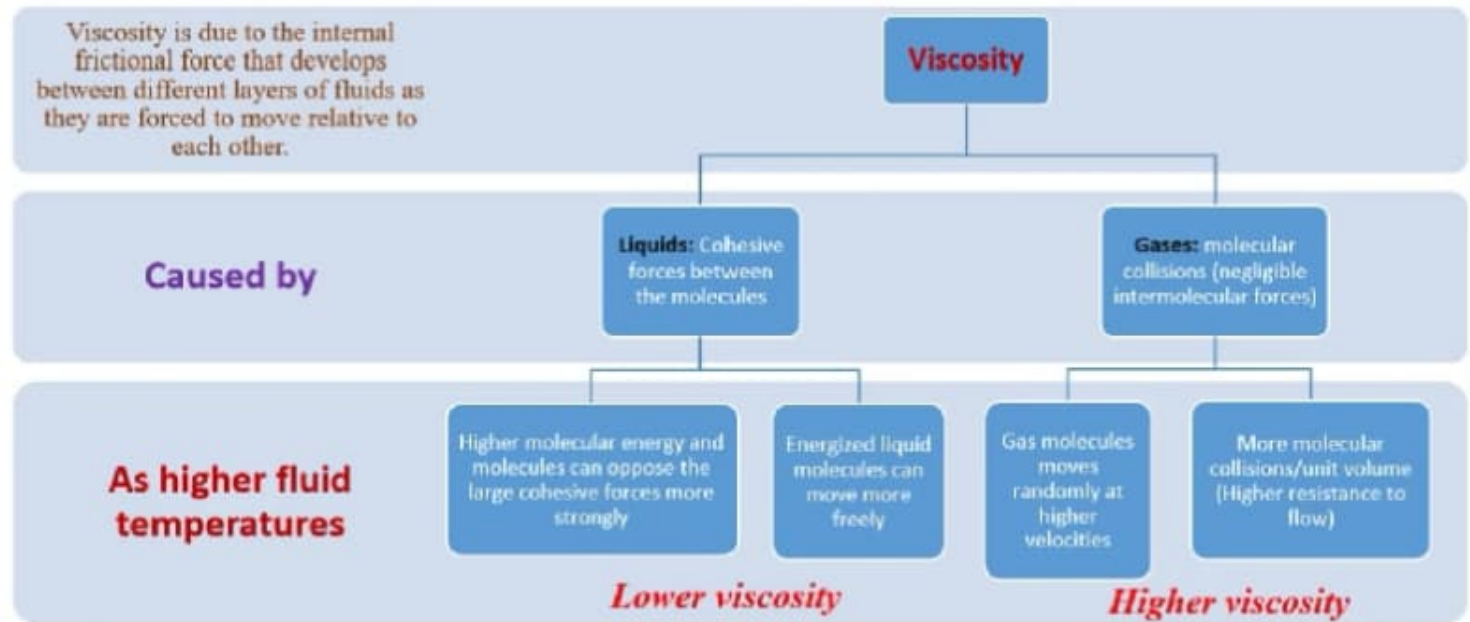 Viscosity is due to the internal
frictional force that develops
between different layers of fluids as
they are forced to move relative to
each other.
Viscosity
Caused by
Liquids: Cohesive
forces between
the molecules
Gases: molecular
collisions (negligible
intermolecular forces)
As higher fluid
temperatures
Higher molecular energy and
molecules can oppose the
large cohesive forces more
strongly
Energized liquid
molecules can
move more
freely
Gas molecules
moves
randomly at
higher
velocities
More molecular
collisions/unit volume
(Higher resistance to
flow)
Lower viscosity
Higher viscosity